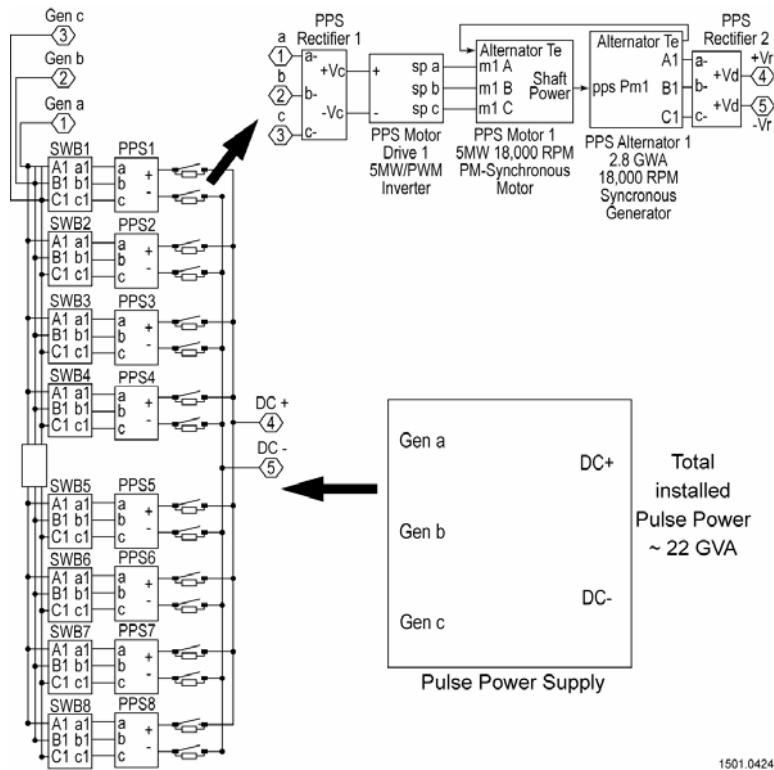 Gen c
3
Gen b
2
Gen a
1
SWB1 PPS1
A1 a1 a
B1 b1 b +
C1 c1 c -
SWB2 PPS2
A1 a1 a
B1 b1 b +
C1 c1 c -
SWB3 PPS3
A1 a1 a
B1 b1 b +
C1 c1 c -
SWB4 PPS4
A1 a1 a
B1 b1 b +
C1 c1 c -
SWB5 PPS5
A1 a1 a
B1 b1 b +
C1 c1 c -
SWB6 PPS6
A1 a1 a
B1 b1 b +
C1 c1 c -
SWB7 PPS7
A1 a1 a
B1 b1 b +
C1 c1 c -
SWB8 PPS8
A1 a1 a
B1 b1 b +
C1 c1 c -
DC +
4
DC -
5
a
1
b
2
c
3
PPS
Rectifier 1
a-
+Vc
b-
-Vc
c-
+ sp a
sp b
- sp c
PPS Motor
Drive 1
5MW/PWM
Inverter
Alternator Te
m1 A
m1 B
m1 C
Shaft
Power
PPS Motor 1
5MW 18,000 RPM
PM-Synchronous
Motor
Alternator Te
A1
pps Pm1 B1
C1
PPS Alternator 1
2.8 GWA
18,000 RPM
Syncronous
Generator
PPS
Rectifier 2
a-
+Vd
b-
+Vd
c-
+Vr
4
5
-Vr
Gen a
Gen b
Gen c
DC+
DC-
Pulse Power Supply
Total
installed
Pulse Power
~ 22 GVA
1501.0424